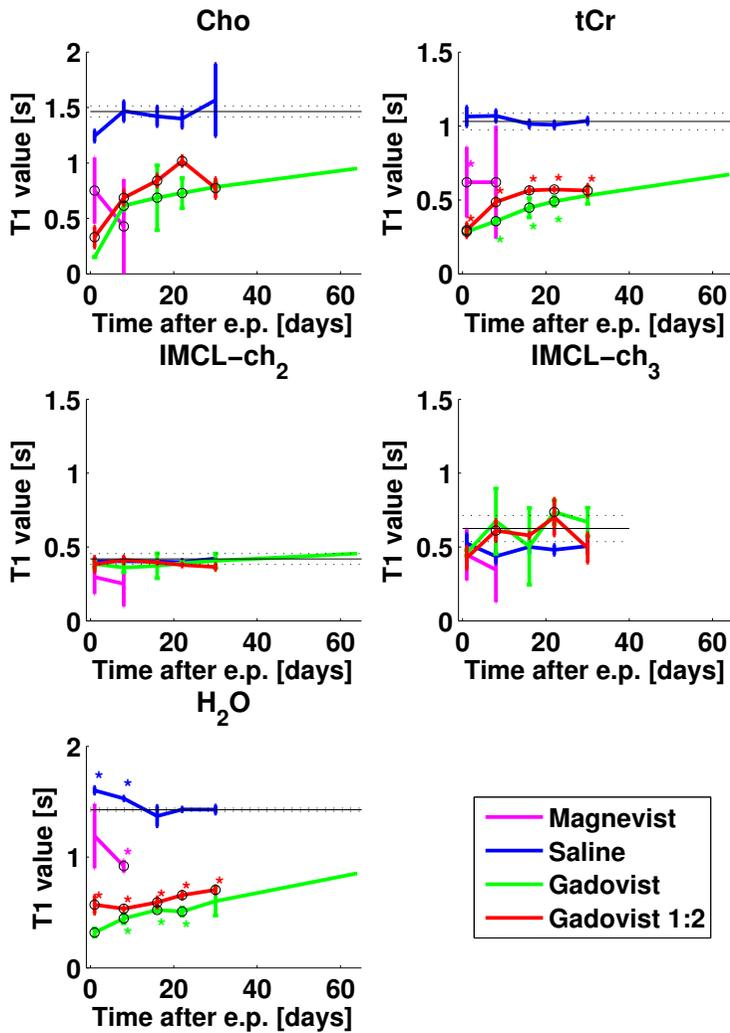 Cho
tCr
T1 value [s]
2
1.5
1
0.5
0
0 20 40 60
Time after e.p. [days]
T1 value [s]
1.5
1
0.5
0
0 20 40 60
Time after e.p. [days]
IMCL−ch2
IMCL−ch3
T1 value [s]
1.5
1
0.5
0
0 20 40 60
Time after e.p. [days]
T1 value [s]
1.5
1
0.5
0
0 20 40 60
Time after e.p. [days]
H2O
T1 value [s]
2
1
0
0 20 40 60
Time after e.p. [days]
Magnevist
Saline
Gadovist
Gadovist 1:2